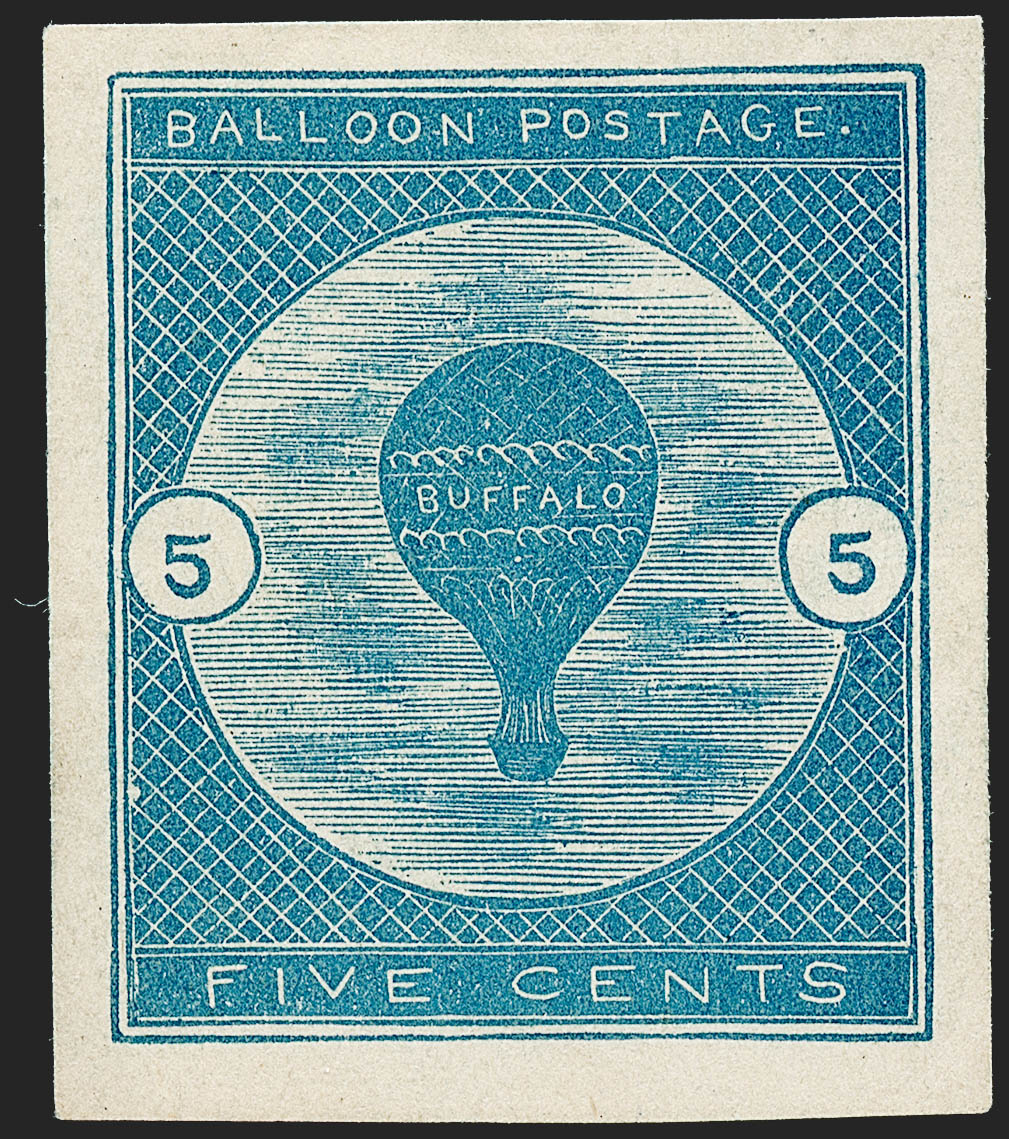 BALLOON POSTAGE.
BUFFALO
5
5
FIVE CENTS